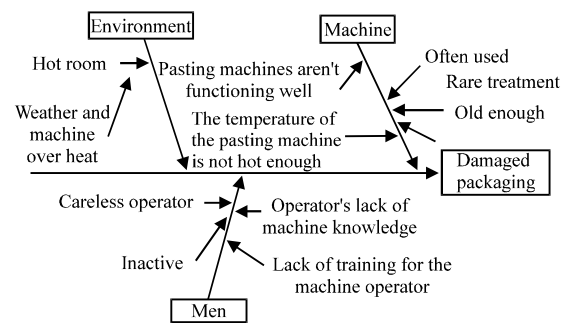 Environment
Machine
Hot room
Pasting machines aren't
functioning well
Often used
Rare treatment
Old enough
Weather and
machine
over heat
The temperature of
the pasting machine
is not hot enough
Damaged
packaging
Careless operator
Operator's lack of
machine knowledge
Inactive
Lack of training for the
machine operator
Men